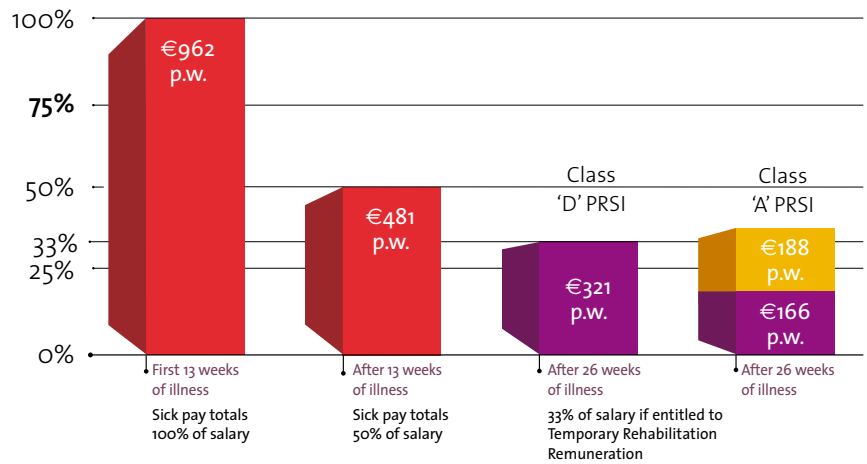 100%
75%
50%
33%
25%
0%
€962
p.w.
€481
p.w.
Class
‘D’ PRSI
€321
p.w.
Class
‘A’ PRSI
€188
p.w.
€166
p.w.
First 13 weeks
of illness
Sick pay totals
100% of salary
After 13 weeks
of illness
Sick pay totals
50% of salary
After 26 weeks
of illness
33% of salary if entitled to
Temporary Rehabilitation
Remuneration
After 26 weeks
of illness